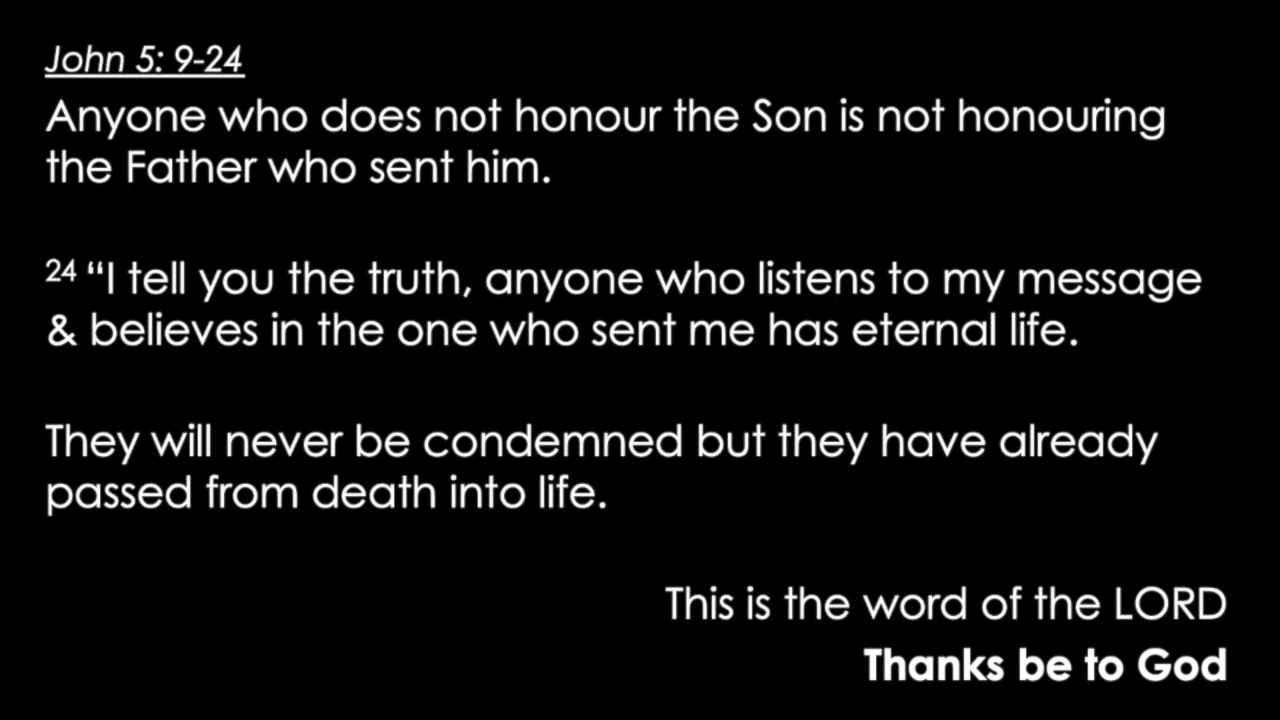 John 5: 9-24
Anyone who does not honour the Son is not honouring
the Father who sent him.
24 “I tell you the truth, anyone who listens to my message
& believes in the one who sent me has eternal life.
They will never be condemned but they have already
passed from death into life.
This is the word of the LORD
Thanks be to God